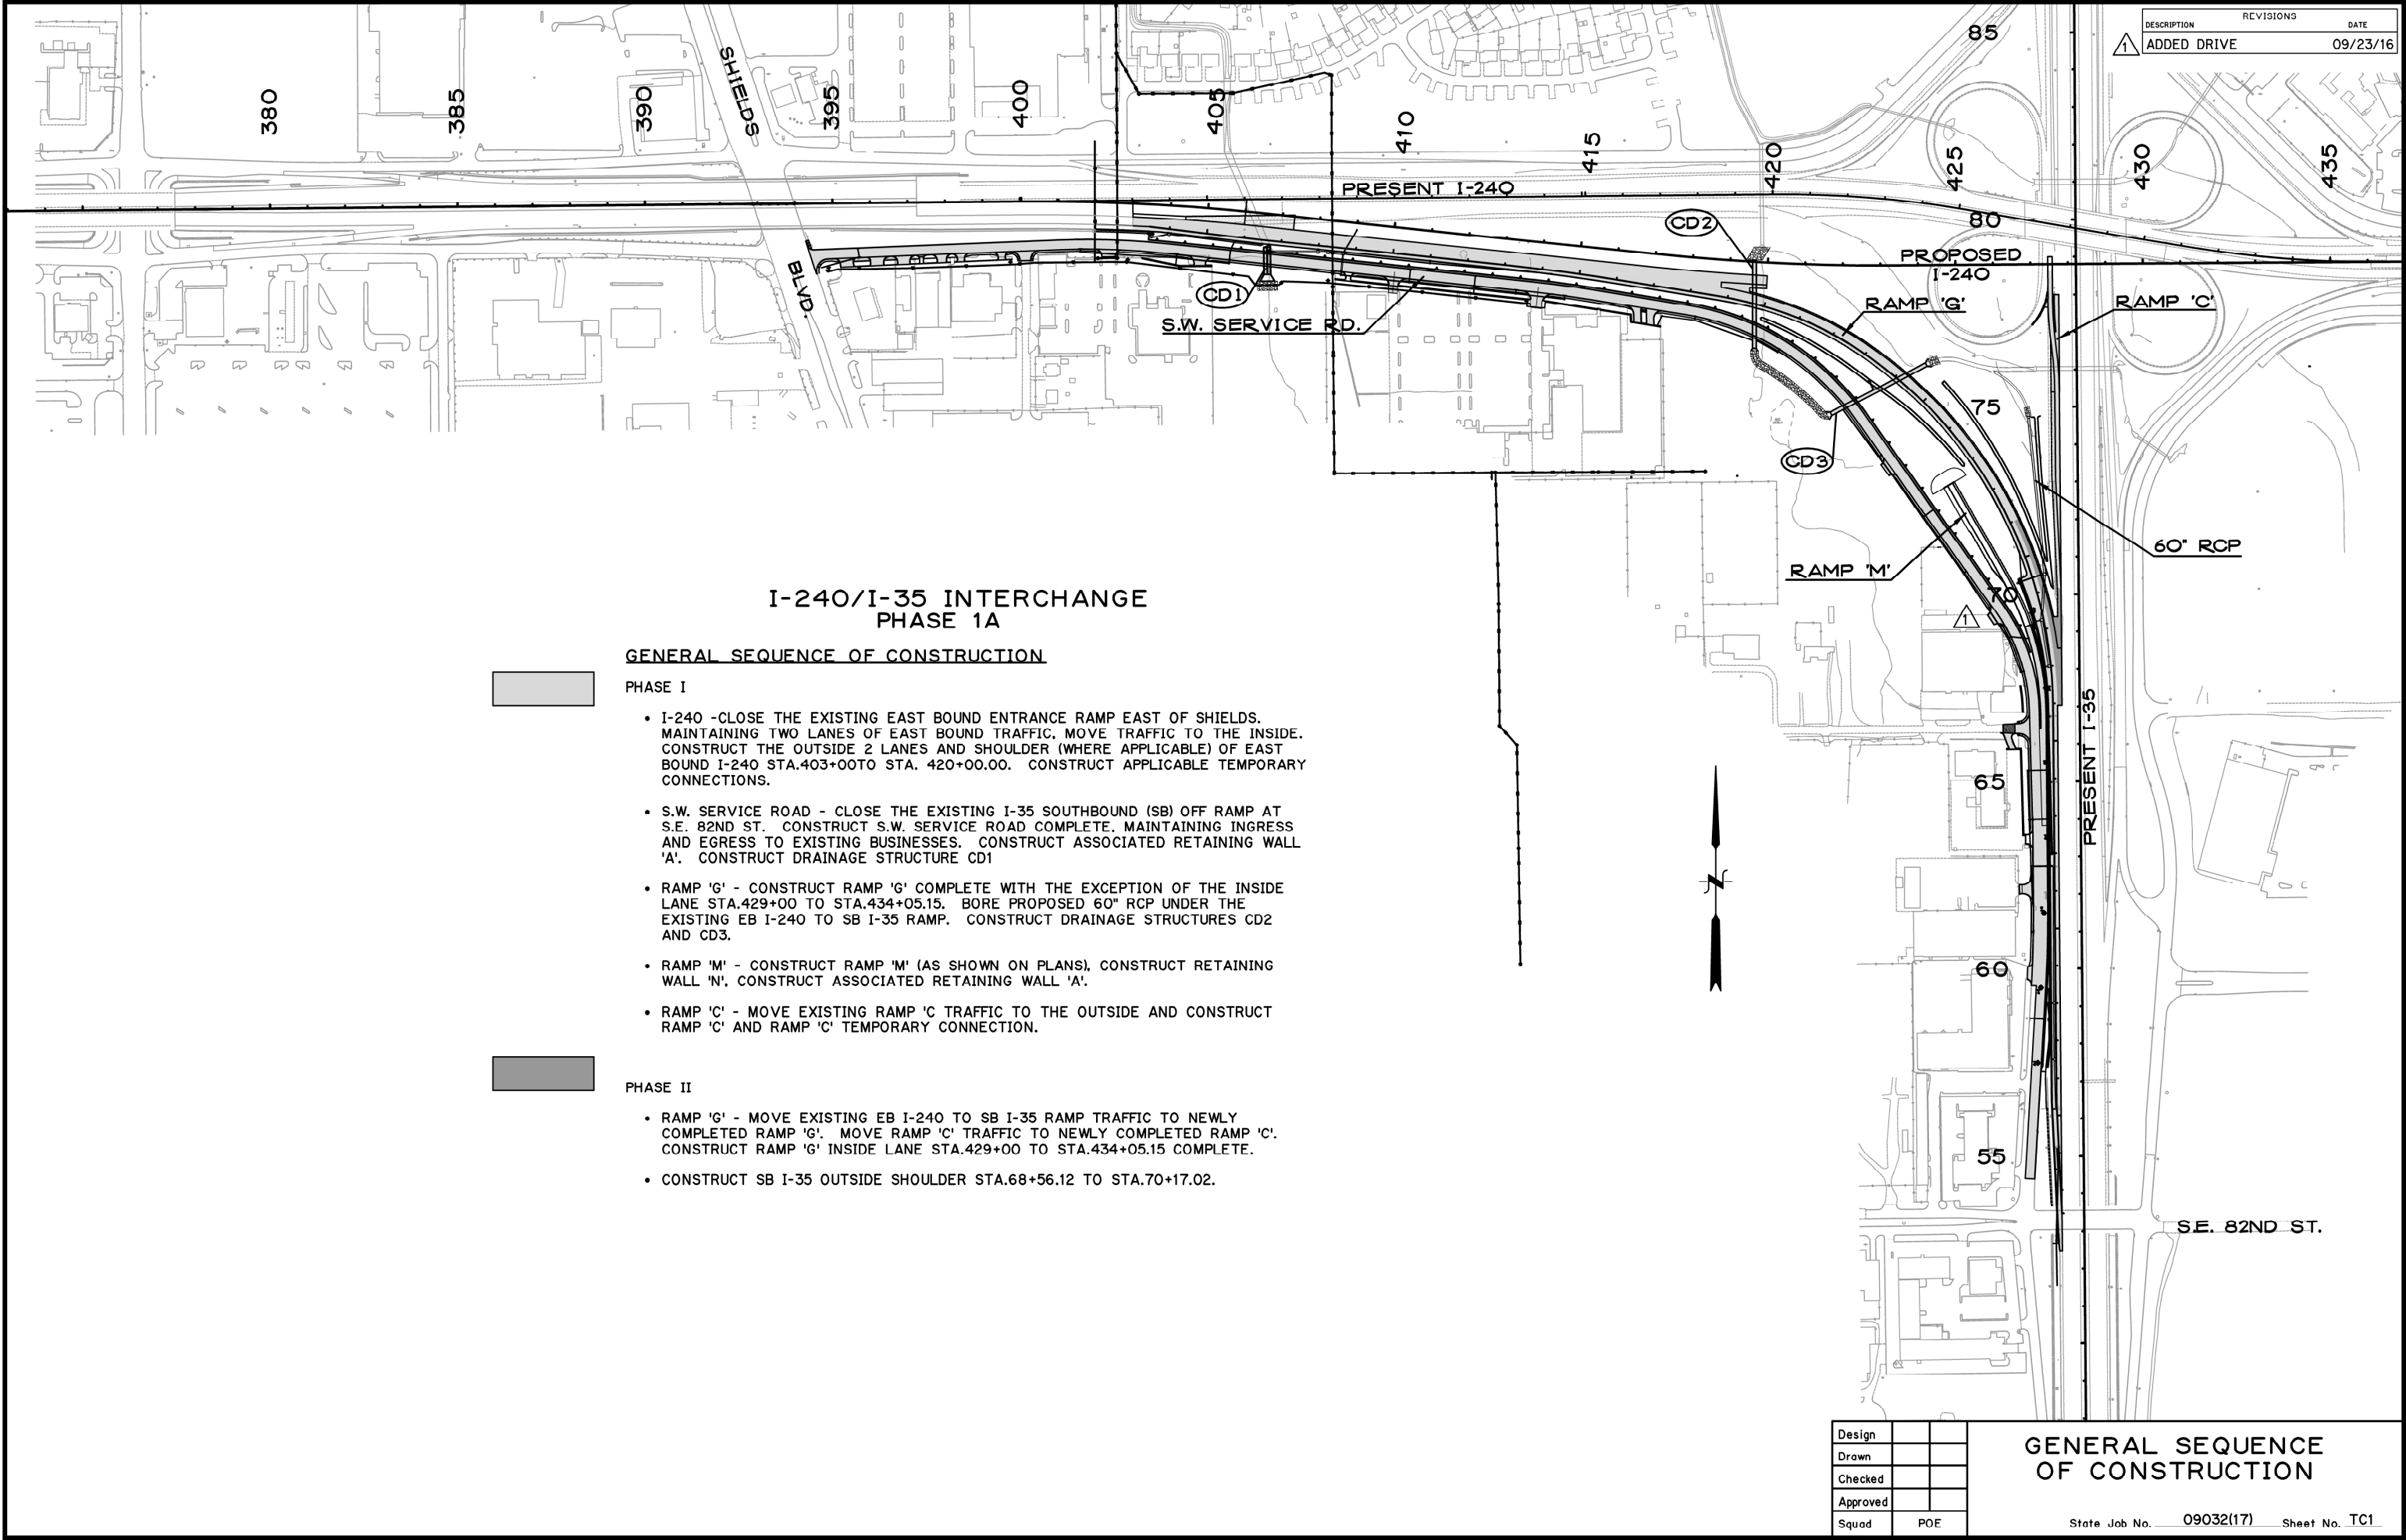 REVISIONS
DESCRIPTION DATE
1 ADDED DRIVE 09/23/16
380
385
390
SHIELDS
395
400
405
410
415
420
425
430
435
85
PRESENT I-240
80
CD2
PROPOSED
I-240
BLVD
CD1
RAMP 'G'
RAMP 'C'
S.W. SERVICE RD.
75
CD3
60" RCP
RAMP 'M'
70
1
PRESENT I-35
65
60
55
S.E. 82ND ST.
I-240/I-35 INTERCHANGE
PHASE 1A
GENERAL SEQUENCE OF CONSTRUCTION
PHASE I
• I-240 -CLOSE THE EXISTING EAST BOUND ENTRANCE RAMP EAST OF SHIELDS.
MAINTAINING TWO LANES OF EAST BOUND TRAFFIC, MOVE TRAFFIC TO THE INSIDE.
CONSTRUCT THE OUTSIDE 2 LANES AND SHOULDER (WHERE APPLICABLE) OF EAST
BOUND I-240 STA.403+00TO STA. 420+00.00. CONSTRUCT APPLICABLE TEMPORARY
CONNECTIONS.
• S.W. SERVICE ROAD - CLOSE THE EXISTING I-35 SOUTHBOUND (SB) OFF RAMP AT
S.E. 82ND ST. CONSTRUCT S.W. SERVICE ROAD COMPLETE, MAINTAINING INGRESS
AND EGRESS TO EXISTING BUSINESSES. CONSTRUCT ASSOCIATED RETAINING WALL
'A'. CONSTRUCT DRAINAGE STRUCTURE CD1
• RAMP 'G' - CONSTRUCT RAMP 'G' COMPLETE WITH THE EXCEPTION OF THE INSIDE
LANE STA.429+00 TO STA.434+05.15. BORE PROPOSED 60" RCP UNDER THE
EXISTING EB I-240 TO SB I-35 RAMP. CONSTRUCT DRAINAGE STRUCTURES CD2
AND CD3.
• RAMP 'M' - CONSTRUCT RAMP 'M' (AS SHOWN ON PLANS), CONSTRUCT RETAINING
WALL 'N', CONSTRUCT ASSOCIATED RETAINING WALL 'A'.
• RAMP 'C' - MOVE EXISTING RAMP 'C TRAFFIC TO THE OUTSIDE AND CONSTRUCT
RAMP 'C' AND RAMP 'C' TEMPORARY CONNECTION.
PHASE II
• RAMP 'G' - MOVE EXISTING EB I-240 TO SB I-35 RAMP TRAFFIC TO NEWLY
COMPLETED RAMP 'G'. MOVE RAMP 'C' TRAFFIC TO NEWLY COMPLETED RAMP 'C'.
CONSTRUCT RAMP 'G' INSIDE LANE STA.429+00 TO STA.434+05.15 COMPLETE.
• CONSTRUCT SB I-35 OUTSIDE SHOULDER STA.68+56.12 TO STA.70+17.02.
N
Design
Drawn
Checked
Approved
Squad POE
GENERAL SEQUENCE
OF CONSTRUCTION
State Job No. 09032(17) Sheet No. TC1